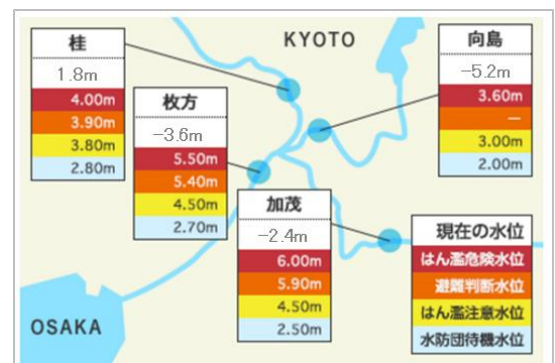 KYOTO
桂
1.8m
4.00m
3.90m
3.80m
2.80m
向島
−5.2m
3.60m
−
3.00m
2.00m
枚方
−3.6m
5.50m
5.40m
4.50m
2.70m
加茂
−2.4m
6.00m
5.90m
4.50m
2.50m
現在の水位
はん濫危険水位
避難判断水位
はん濫注意水位
水防団待機水位
OSAKA